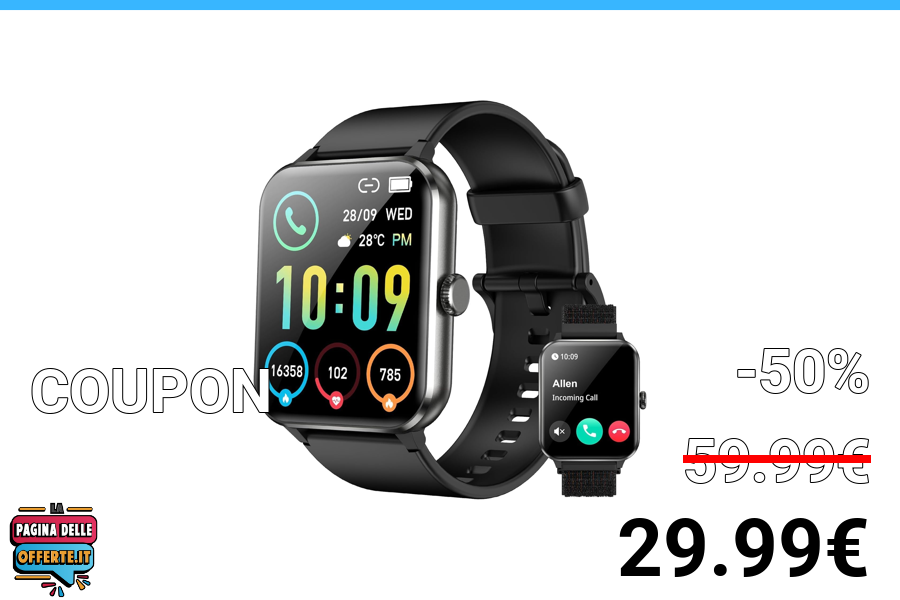 28/09 WED
28°C PM
10:09
16358
102
785
COUPON
10:09
Allen
Incoming Call
-50%
59.99€
29.99€
LA
PAGINA DELLE
OFFERTE.IT